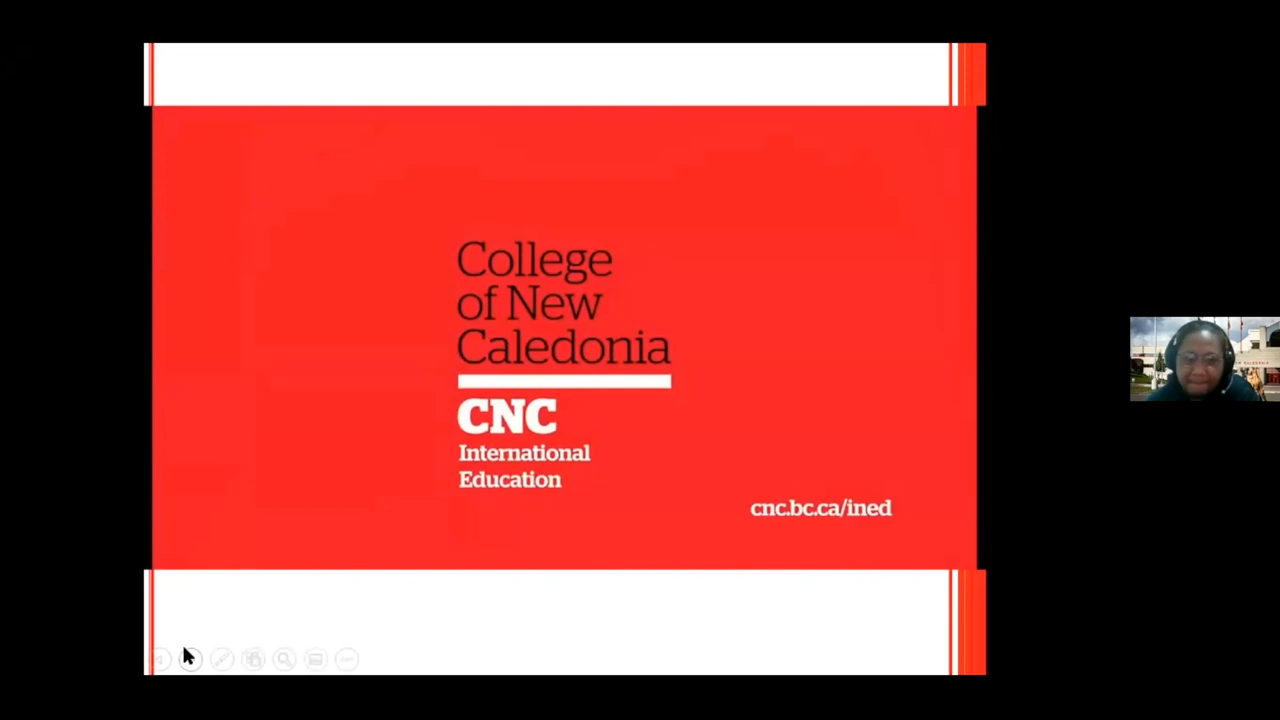 College
of New
Caledonia
CNC
International
Education
cnc.bc.ca/ined